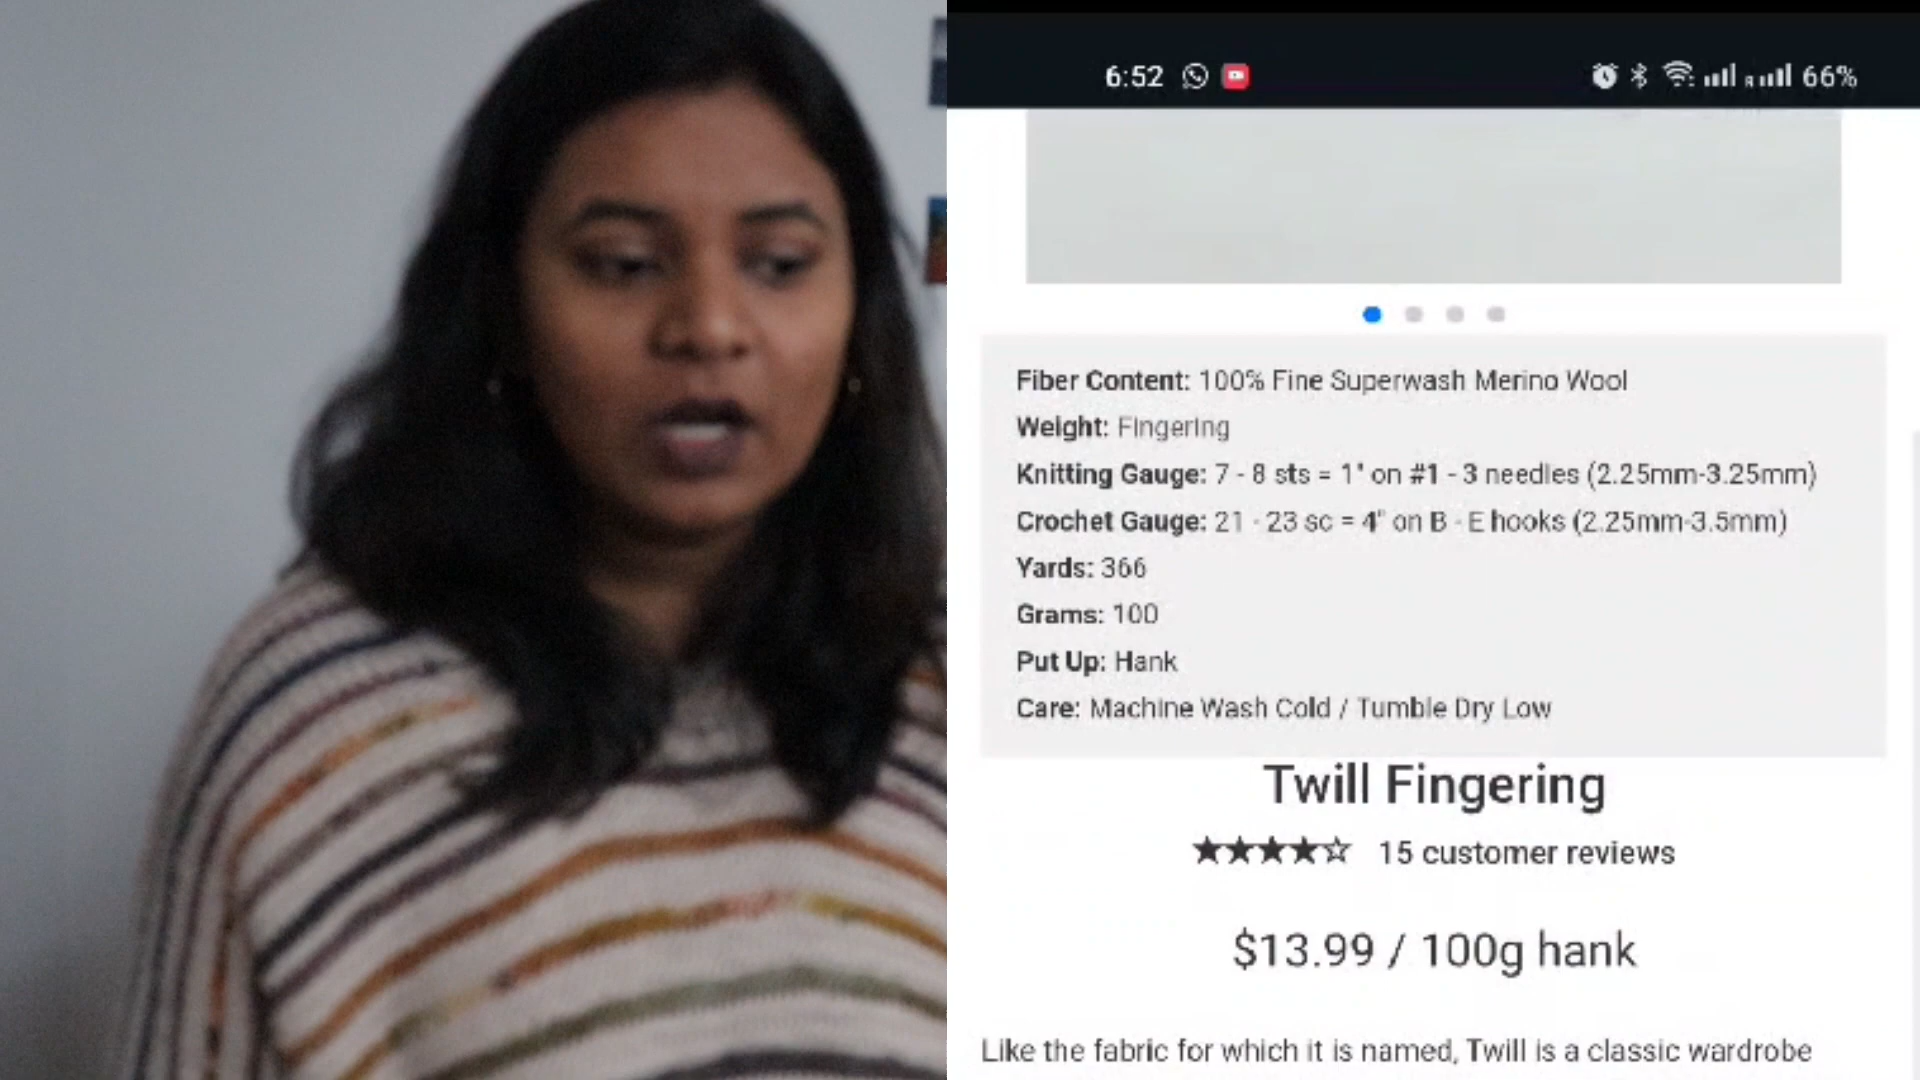 6:52
66%
Fiber Content: 100% Fine Superwash Merino Wool
Weight: Fingering
Knitting Gauge: 7 - 8 sts = 1" on #1 - 3 needles (2.25mm-3.25mm)
Crochet Gauge: 21 - 23 sc = 4" on B - E hooks (2.25mm-3.5mm)
Yards: 366
Grams: 100
Put Up: Hank
Care: Machine Wash Cold / Tumble Dry Low
Twill Fingering
15 customer reviews
$13.99 / 100g hank
Like the fabric for which it is named, Twill is a classic wardrobe